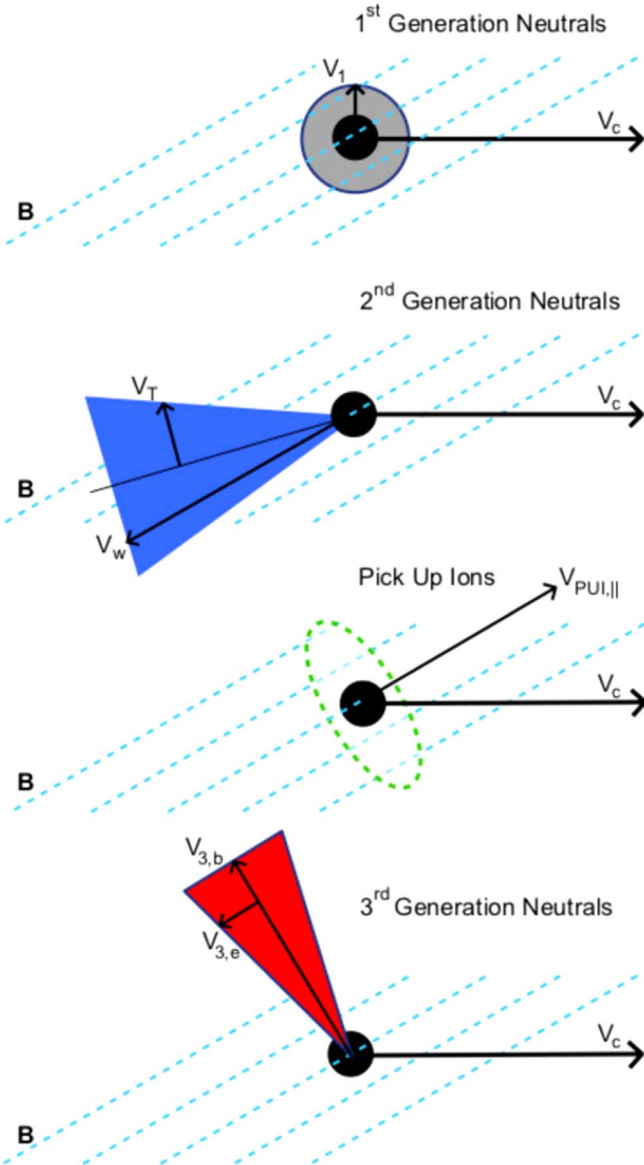 1st Generation Neutrals
V1
Vc
B
2nd Generation Neutrals
VT
Vc
B
Vw
Pick Up Ions
VPUI,||
Vc
B
V3,b
3rd Generation Neutrals
V3,e
Vc
B